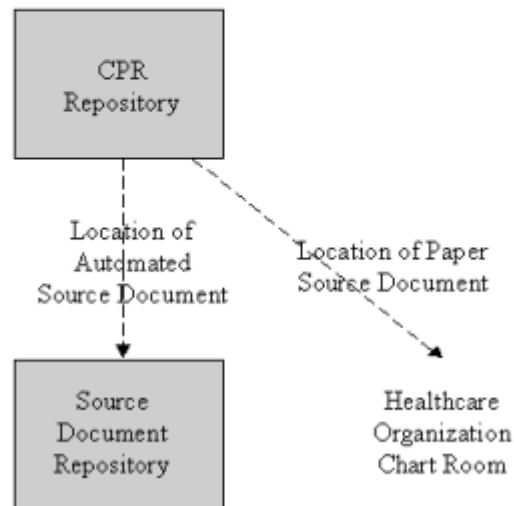 CPR
Repository
Location of
Automated
Source Document
Location of Paper
Source Document
Source
Document
Repository
Healthcare
Organization
Chart Room